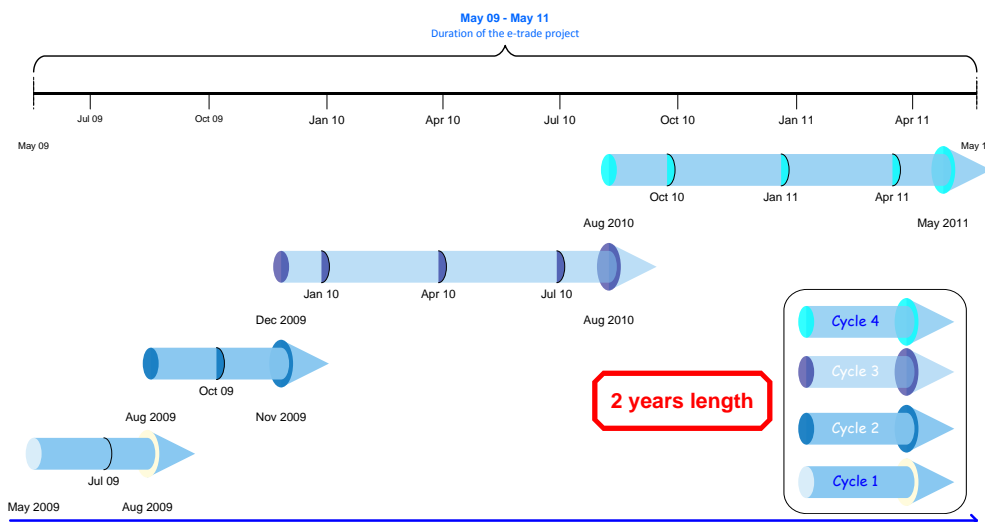 May 09 - May 11
Duration of the e-trade project
Jul 09
Oct 09
Jan 10
Apr 10
Jul 10
Oct 10
Jan 11
Apr 11
May 09
May 1
Oct 10
Jan 11
Apr 11
Aug 2010
May 2011
Jan 10
Apr 10
Jul 10
Dec 2009
Aug 2010
Oct 09
Aug 2009
Nov 2009
Jul 09
May 2009
Aug 2009
2 years length
Cycle 4
Cycle 3
Cycle 2
Cycle 1